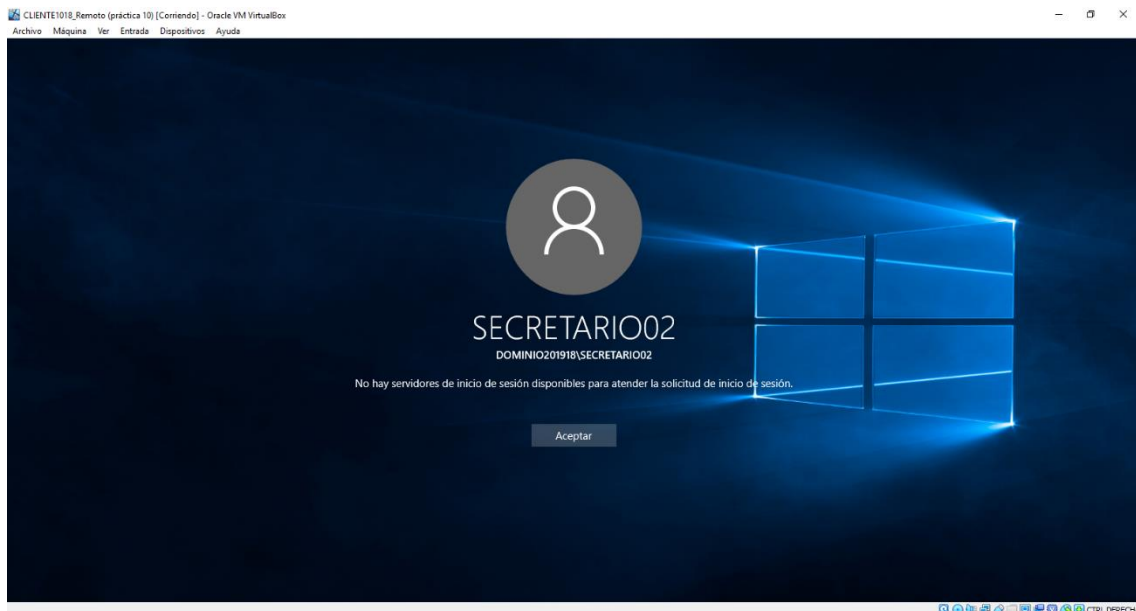 CLIENTE1018_Remoto (práctica 10) [Corriendo] - Oracle VM VirtualBox
Archivo Máquina Ver Entrada Dispositivos Ayuda
SECRETARIO02
DOMINIO201918\SECRETARIO02
No hay servidores de inicio de sesión disponibles para atender la solicitud de inicio de sesión.
Aceptar
CTRL DERECH